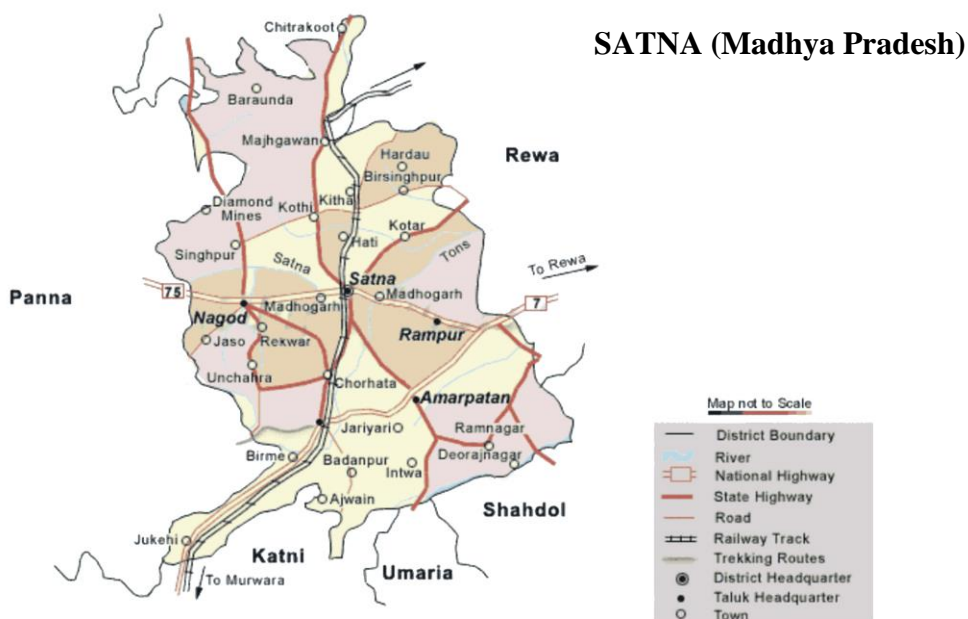 SATNA (Madhya Pradesh)
Chitrakoot
Baraunda
Majhgawan
Hardau
Birsinghpur
Rewa
Diamond
Mines
Kothi
Kitha
Kotar
Singhpur
Hati
Satna
Tons
To Rewa
Satna
Panna
75
Madhogarh
Madhogarh
7
Nagod
Rampur
Jaso
Rekwar
Unchahra
Chorhata
Amarpatan
Jariyari
Ramnagar
Birme
Badanpur
Intwa
Deorajnagar
Ajwain
Shahdol
Jukehi
Katni
Umaria
To Murwara
Map not to Scale
District Boundary
River
National Highway
State Highway
Road
Railway Track
Trekking Routes
District Headquarter
Taluk Headquarter
Town